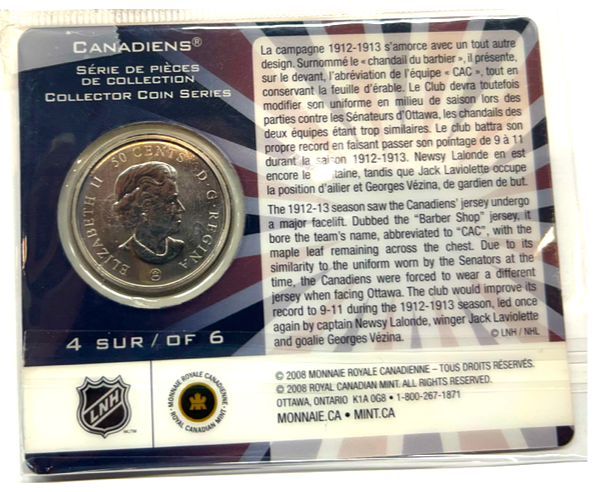 CANADIENS®
SÉRIE DE PIÈCES
DE COLLECTION
COLLECTOR COIN SERIES
ELIZABETH II 50 CENTS D·G·REGINA
4 SUR / OF 6
La campagne 1912-1913 s'amorce avec un tout autre
design. Surnommé le « chandail du barbier », il présente,
sur le devant, l'abréviation de l'équipe « CAC », tout en
conservant la feuille d'érable. Le Club devra toutefois
modifier son uniforme en milieu de saison lors des
parties contre les Sénateurs d'Ottawa, les chandails des
deux équipes étant trop similaires. Le club battra son
propre record en faisant passer son pointage de 9 à 11
durant la saison 1912-1913. Newsy Lalonde en est
encore le taine, tandis que Jack Laviolette occupe
la position d'ailier et Georges Vézina, de gardien de but.
The 1912-13 season saw the Canadiens' jersey undergo
a major facelift. Dubbed the "Barber Shop" jersey, it
bore the team's name, abbreviated to "CAC", with the
maple leaf remaining across the chest. Due to its
similarity to the uniform worn by the Senators at the
time, the Canadiens were forced to wear a different
jersey when facing Ottawa. The club would improve its
record to 9-11 during the 1912-1913 season, led once
again by captain Newsy Lalonde, winger Jack Laviolette
and goalie Georges Vézina.
© LNH / NHL
LNH
MC/TM
MONNAIE ROYALE CANADIENNE
ROYAL CANADIAN MINT
© 2008 MONNAIE ROYALE CANADIENNE – TOUS DROITS RÉSERVÉS.
© 2008 ROYAL CANADIAN MINT. ALL RIGHTS RESERVED.
OTTAWA, ONTARIO K1A 0G8 • 1-800-267-1871
MONNAIE.CA • MINT.CA